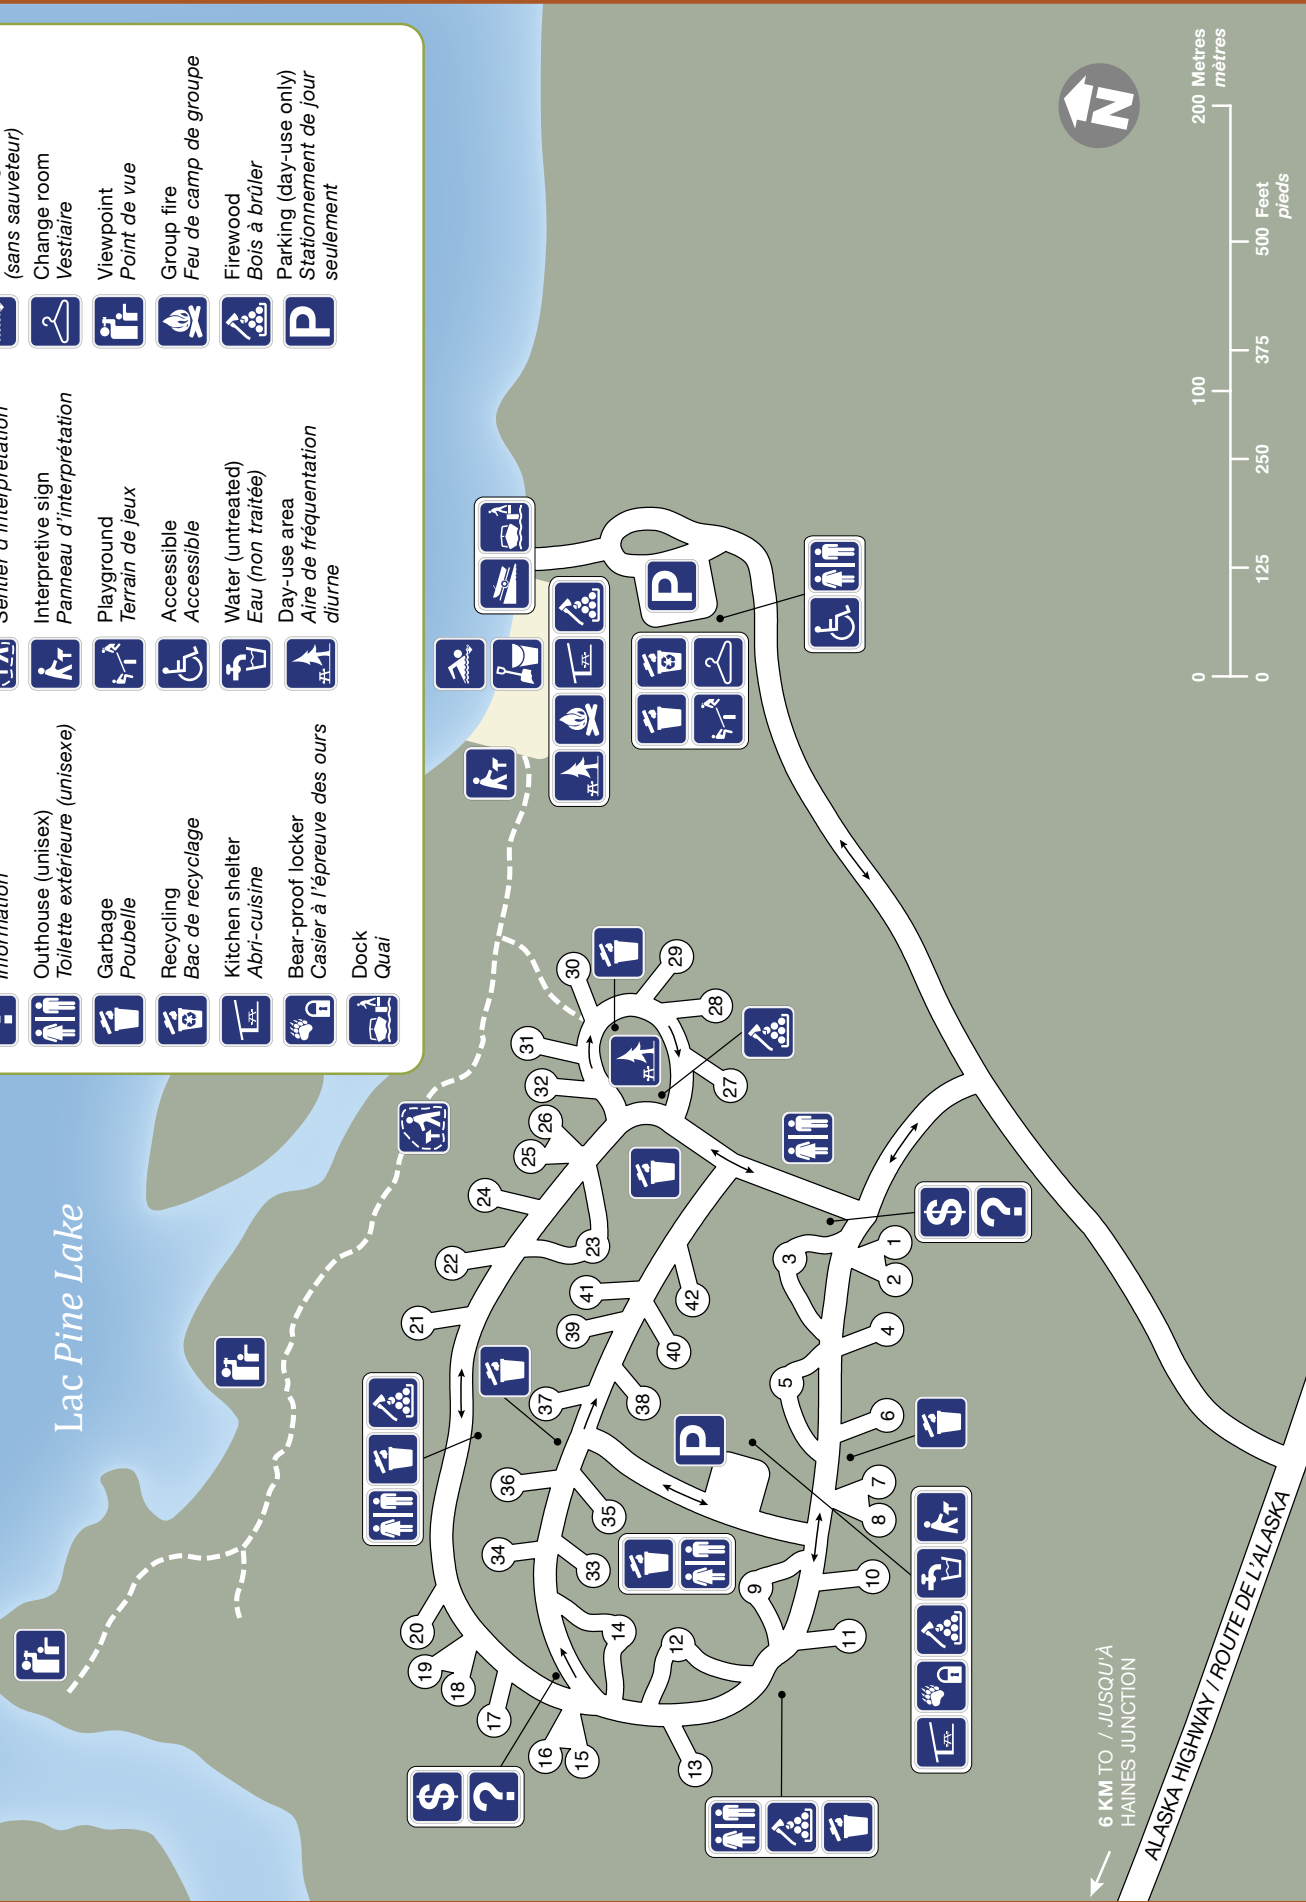 Information
Outhouse (unisex)
Toilette extérieure (unisexe)
Garbage
Poubelle
Recycling
Bac de recyclage
Kitchen shelter
Abri-cuisine
Bear-proof locker
Casier à l'épreuve des ours
Dock
Quai
Sentier d'interprétation
Interpretive sign
Panneau d'interprétation
Playground
Terrain de jeux
Accessible
Accessible
Water (untreated)
Eau (non traitée)
Day-use area
Aire de fréquentation
diurne
(sans sauveteur)
Change room
Vestiaire
Viewpoint
Point de vue
Group fire
Feu de camp de groupe
Firewood
Bois à brûler
P
Parking (day-use only)
Stationnement de jour
seulement
Lac Pine Lake
30
29
31
28
32
27
26
25
24
23
22
21
41
42
39
40
37
38
36
35
34
33
20
19
18
17
16
15
14
13
12
11
10
9
8
7
6
5
4
3
2
1
P
P
$
?
$
?
N
0
100
200 Metres
mètres
0
125
250
375
500 Feet
pieds
6 KM TO / JUSQU'À
HAINES JUNCTION
ALASKA HIGHWAY / ROUTE DE L'ALASKA